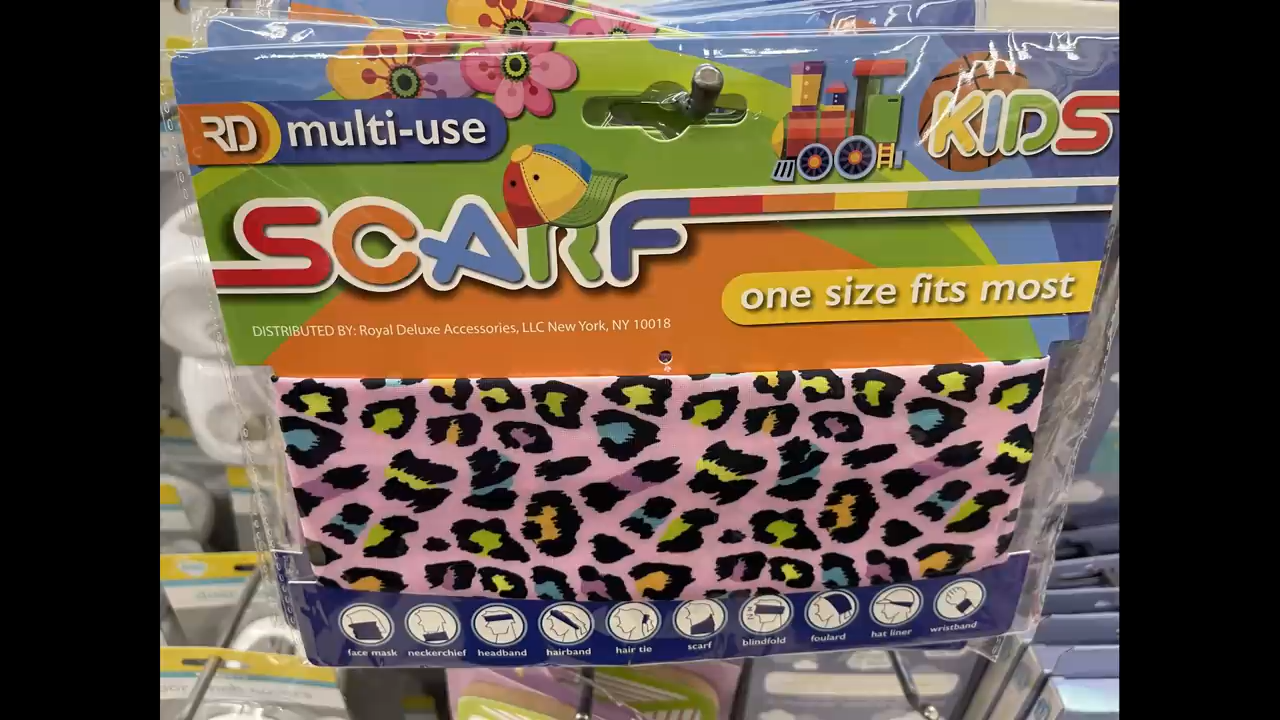 RD multi-use
KIDS
SCARF
one size fits most
DISTRIBUTED BY: Royal Deluxe Accessories, LLC New York, NY 10018
face mask neckerchief headband hairband hair tie scarf blindfold foulard hat liner wristband